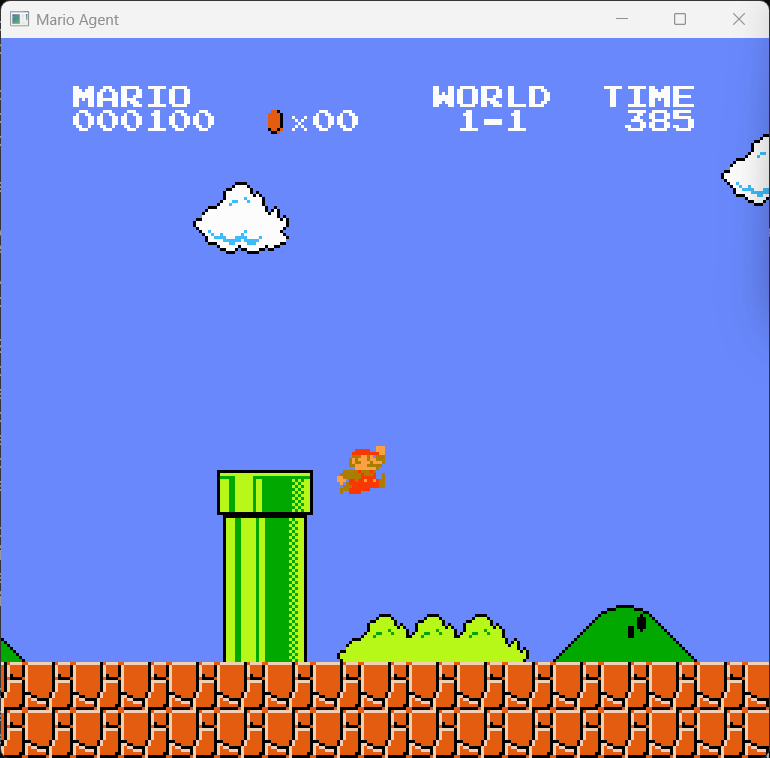 Mario Agent
MARIO WORLD TIME
000100 ×00 1-1 385